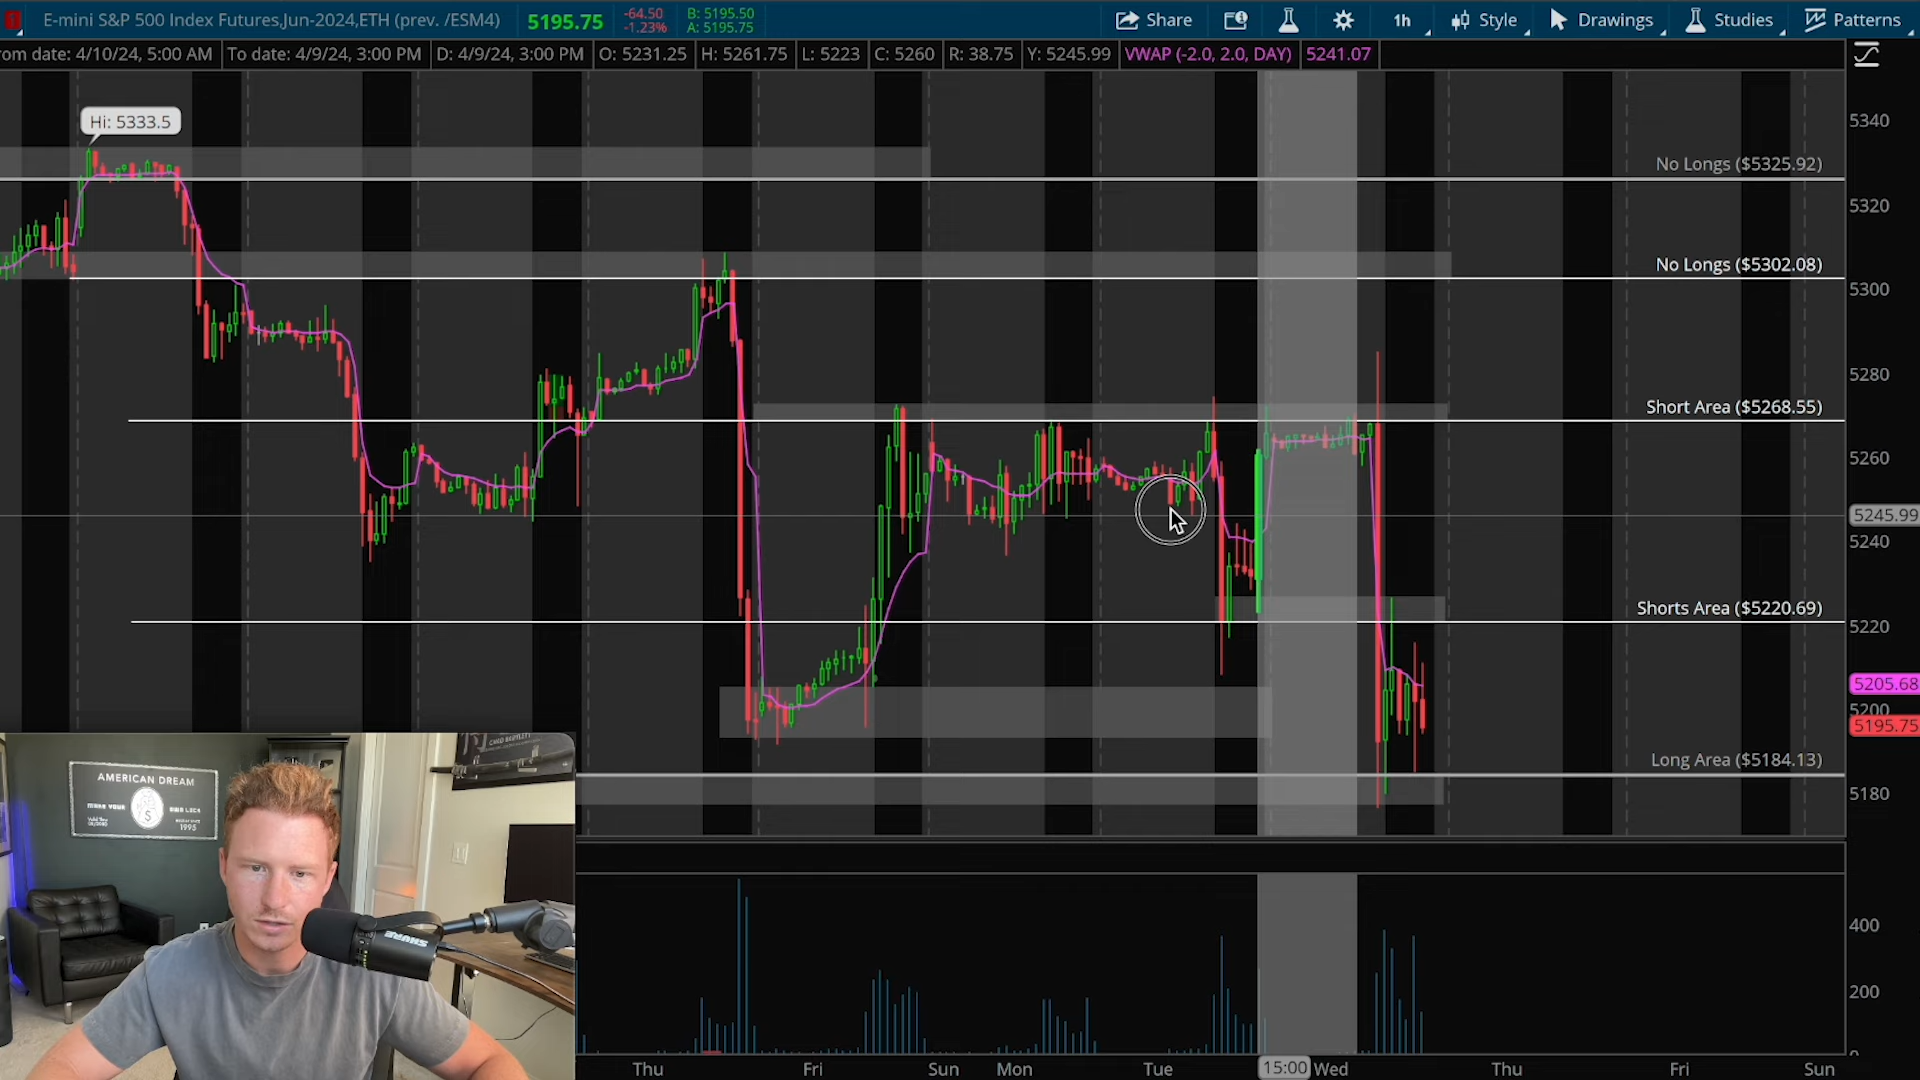 E-mini S&P 500 Index Futures,Jun-2024,ETH (prev. /ESM4)
5195.75
-64.50
-1.23%
B: 5195.50
A: 5195.75
Share
1h
Style
Drawings
Studies
Patterns
rom date: 4/10/24, 5:00 AM
To date: 4/9/24, 3:00 PM
D: 4/9/24, 3:00 PM
O: 5231.25
H: 5261.75
L: 5223
C: 5260
R: 38.75
Y: 5245.99
VWAP (-2.0, 2.0, DAY)
5241.07
Hi: 5333.5
No Longs ($5325.92)
No Longs ($5302.08)
Short Area ($5268.55)
Shorts Area ($5220.69)
Long Area ($5184.13)
5340
5320
5300
5280
5260
5245.99
5240
5220
5205.68
5200
5195.75
5180
400
200
0
AMERICAN DREAM
1995
SHURE
Thu
Fri
Sun
Mon
Tue
15:00
Wed
Thu
Fri
Sun